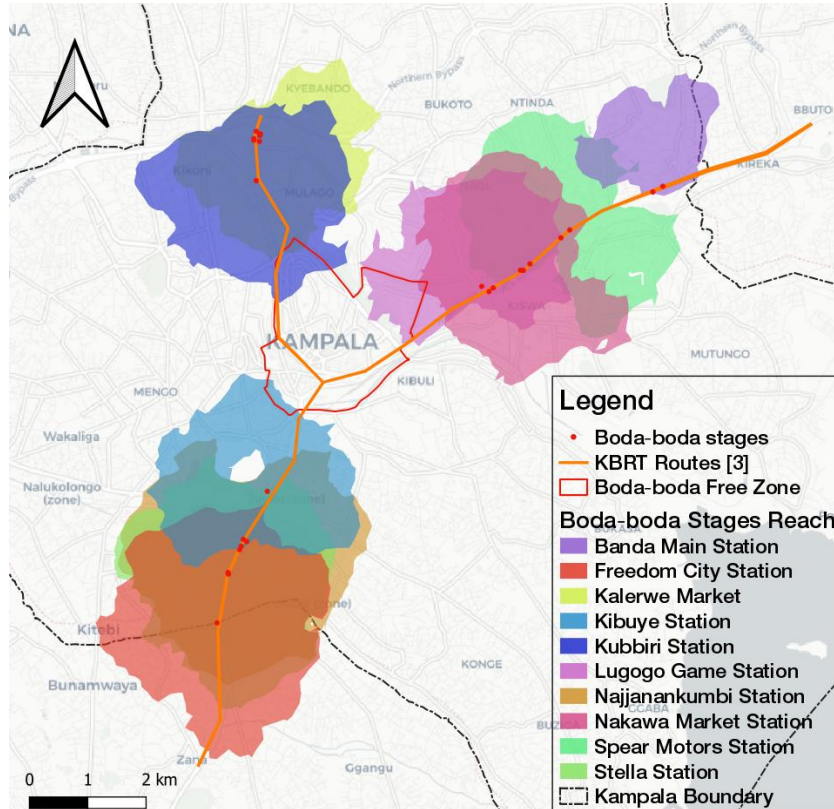 KYEBANDO
Northern Bypass
Northern Bypass
BUKOTO
NTINDA
KIREKA
Kikoni
MULAGO
KISWA
KAMPALA
MUTUNGO
KIBULI
MENGO
Wakaliga
Nalukolongo
(zone)
Kitebi
Bunamwaya
KONGE
Zana
Ggangu
0 1 2 km
Legend
Boda-boda stages
KBRT Routes [3]
Boda-boda Free Zone
Boda-boda Stages Reach
Banda Main Station
Freedom City Station
Kalerwe Market
Kibuye Station
Kubbiri Station
Lugogo Game Station
Najjanankumbi Station
Nakawa Market Station
Spear Motors Station
Stella Station
Kampala Boundary